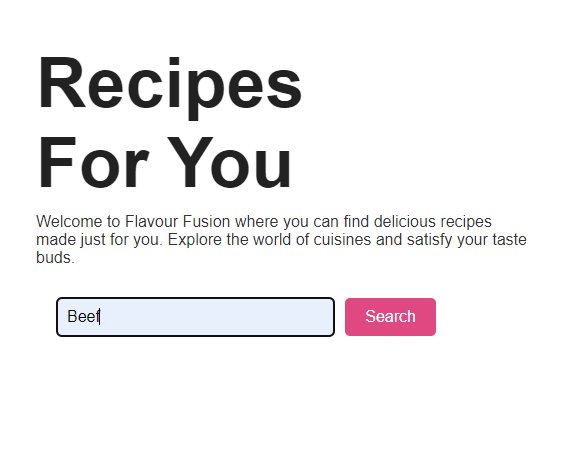 Recipes
For You
Welcome to Flavour Fusion where you can find delicious recipes
made just for you. Explore the world of cuisines and satisfy your taste
buds.
Beef
Search